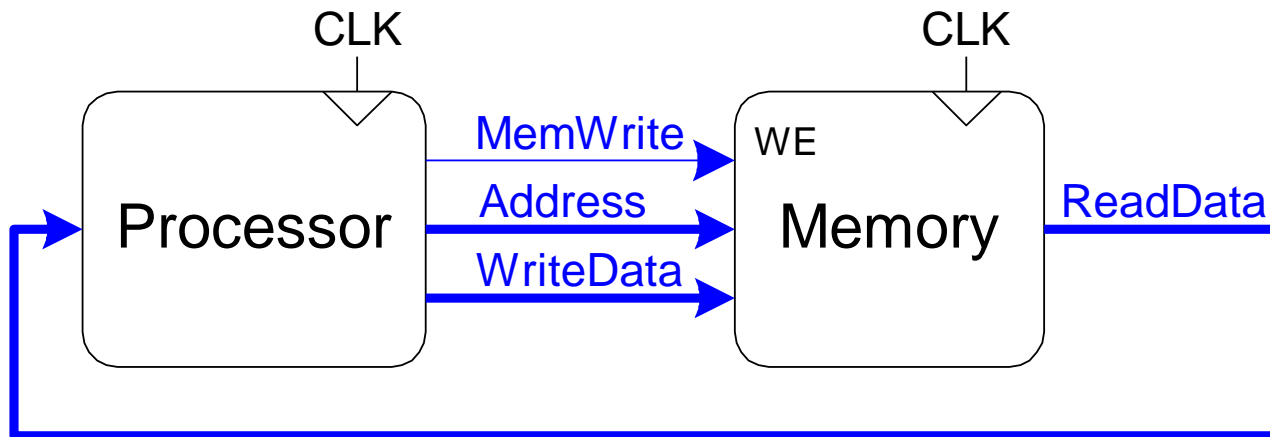 CLK
CLK
MemWrite
WE
Address
Processor
Memory
ReadData
WriteData